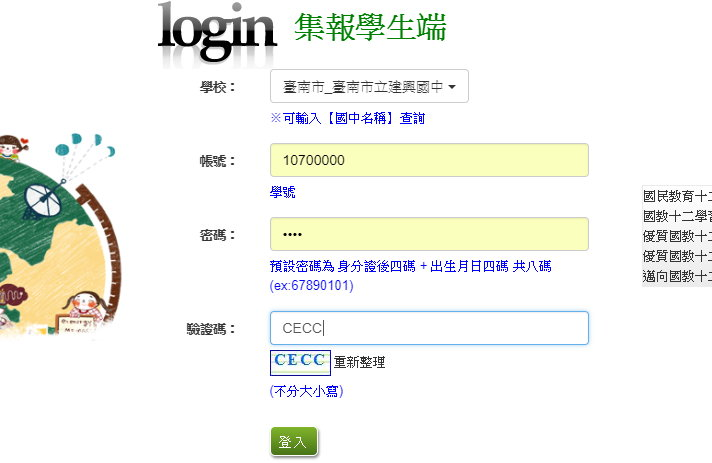 login 集報學生端
學校：
臺南市_臺南市立建興國中
※可輸入【國中名稱】查詢
帳號：
10700000
學號
密碼：
••••
預設密碼為 身分證後四碼 + 出生月日四碼 共八碼
(ex:67890101)
驗證碼：
CECC
CECC 重新整理
(不分大小寫)
登入
國民教育十二
國教十二學習
優質國教十二
優質國教十二
邁向國教十二